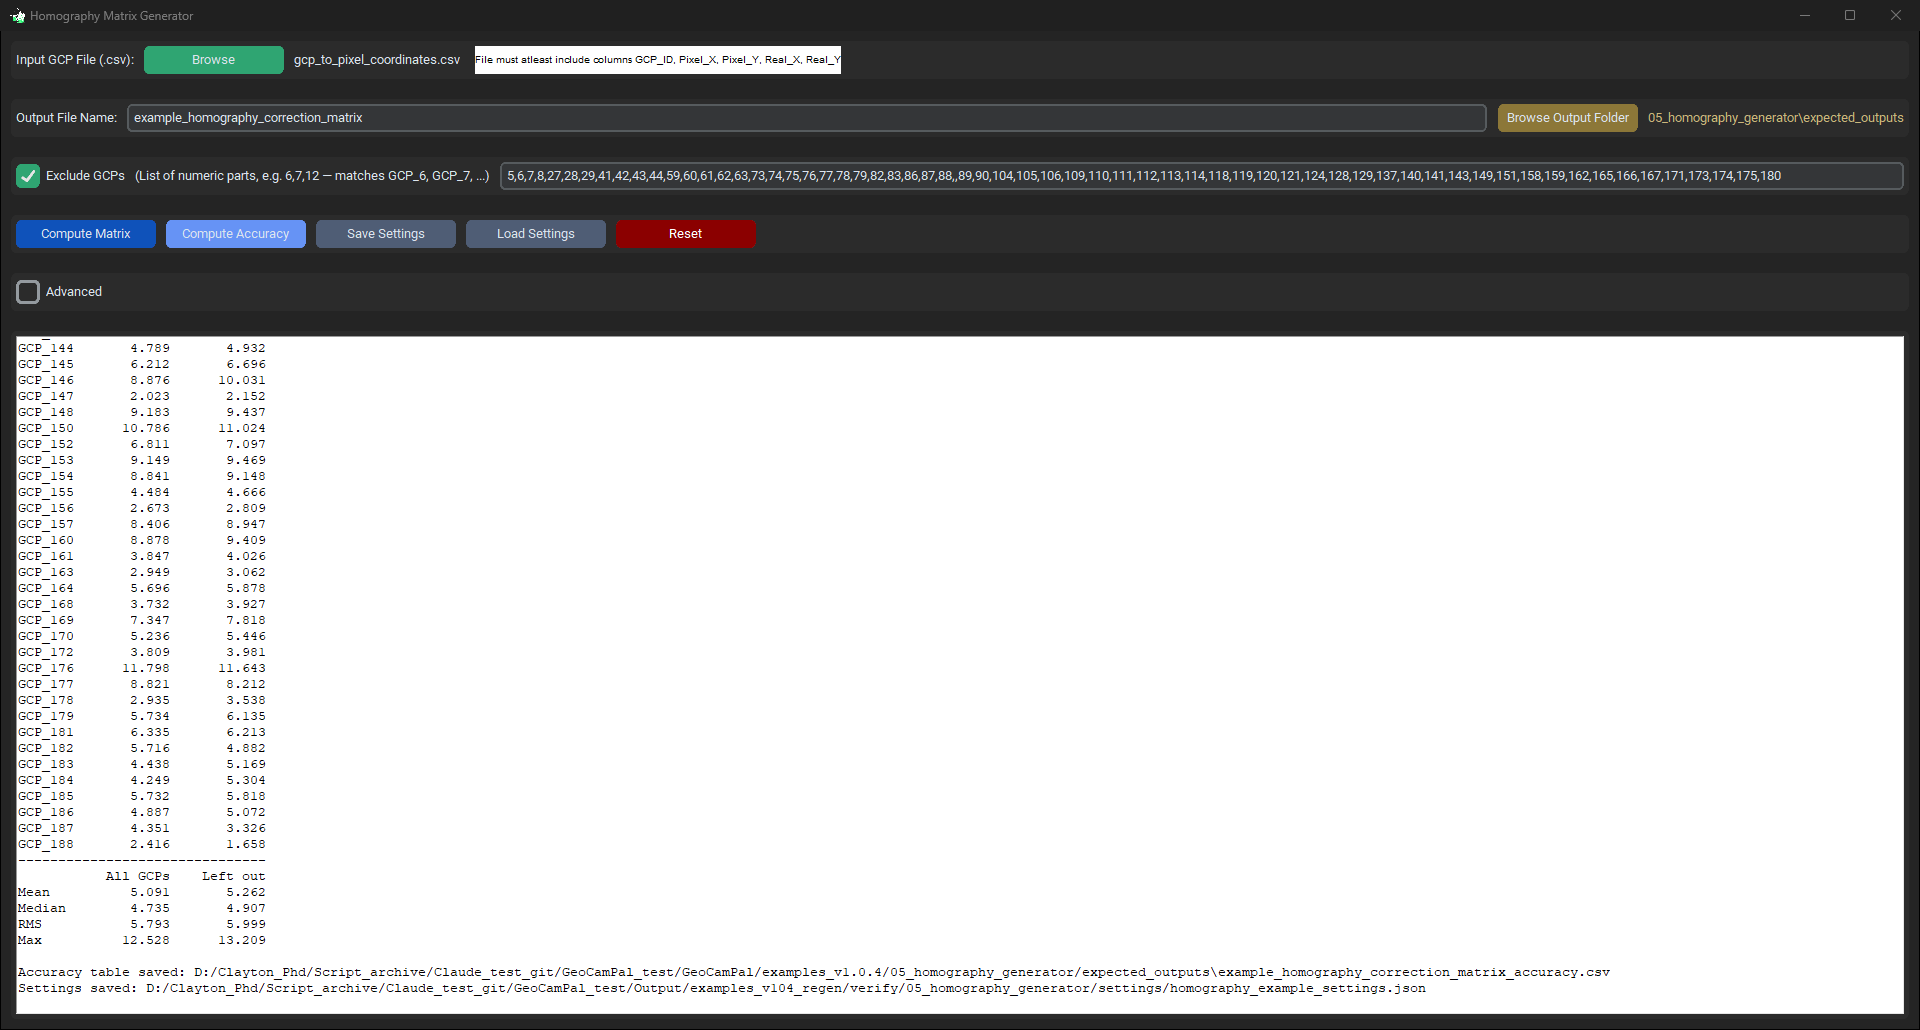 Homography Matrix Generator
Input GCP File (.csv): Browse gcp_to_pixel_coordinates.csv File must atleast include columns GCP_ID, Pixel_X, Pixel_Y, Real_X, Real_Y
Output File Name: example_homography_correction_matrix Browse Output Folder 05_homography_generator\expected_outputs
Exclude GCPs (List of numeric parts, e.g. 6,7,12 — matches GCP_6, GCP_7, ...) 5,6,7,8,27,28,29,41,42,43,44,59,60,61,62,63,73,74,75,76,77,78,79,82,83,86,87,88,,89,90,104,105,106,109,110,111,112,113,114,118,119,120,121,124,128,129,137,140,141,143,149,151,158,159,162,165,166,167,171,173,174,175,180
Compute Matrix Compute Accuracy Save Settings Load Settings Reset
Advanced
GCP_144 4.789 4.932
GCP_145 6.212 6.696
GCP_146 8.876 10.031
GCP_147 2.023 2.152
GCP_148 9.183 9.437
GCP_150 10.786 11.024
GCP_152 6.811 7.097
GCP_153 9.149 9.469
GCP_154 8.841 9.148
GCP_155 4.484 4.666
GCP_156 2.673 2.809
GCP_157 8.406 8.947
GCP_160 8.878 9.409
GCP_161 3.847 4.026
GCP_163 2.949 3.062
GCP_164 5.696 5.878
GCP_168 3.732 3.927
GCP_169 7.347 7.818
GCP_170 5.236 5.446
GCP_172 3.809 3.981
GCP_176 11.798 11.643
GCP_177 8.821 8.212
GCP_178 2.935 3.538
GCP_179 5.734 6.135
GCP_181 6.335 6.213
GCP_182 5.716 4.882
GCP_183 4.438 5.169
GCP_184 4.249 5.304
GCP_185 5.732 5.818
GCP_186 4.887 5.072
GCP_187 4.351 3.326
GCP_188 2.416 1.658
-------------------------------
All GCPs Left out
Mean 5.091 5.262
Median 4.735 4.907
RMS 5.793 5.999
Max 12.528 13.209
Accuracy table saved: D:/Clayton_Phd/Script_archive/Claude_test_git/GeoCamPal_test/GeoCamPal/examples_v1.0.4/05_homography_generator/expected_outputs\example_homography_correction_matrix_accuracy.csv
Settings saved: D:/Clayton_Phd/Script_archive/Claude_test_git/GeoCamPal_test/Output/examples_v104_regen/verify/05_homography_generator/settings/homography_example_settings.json